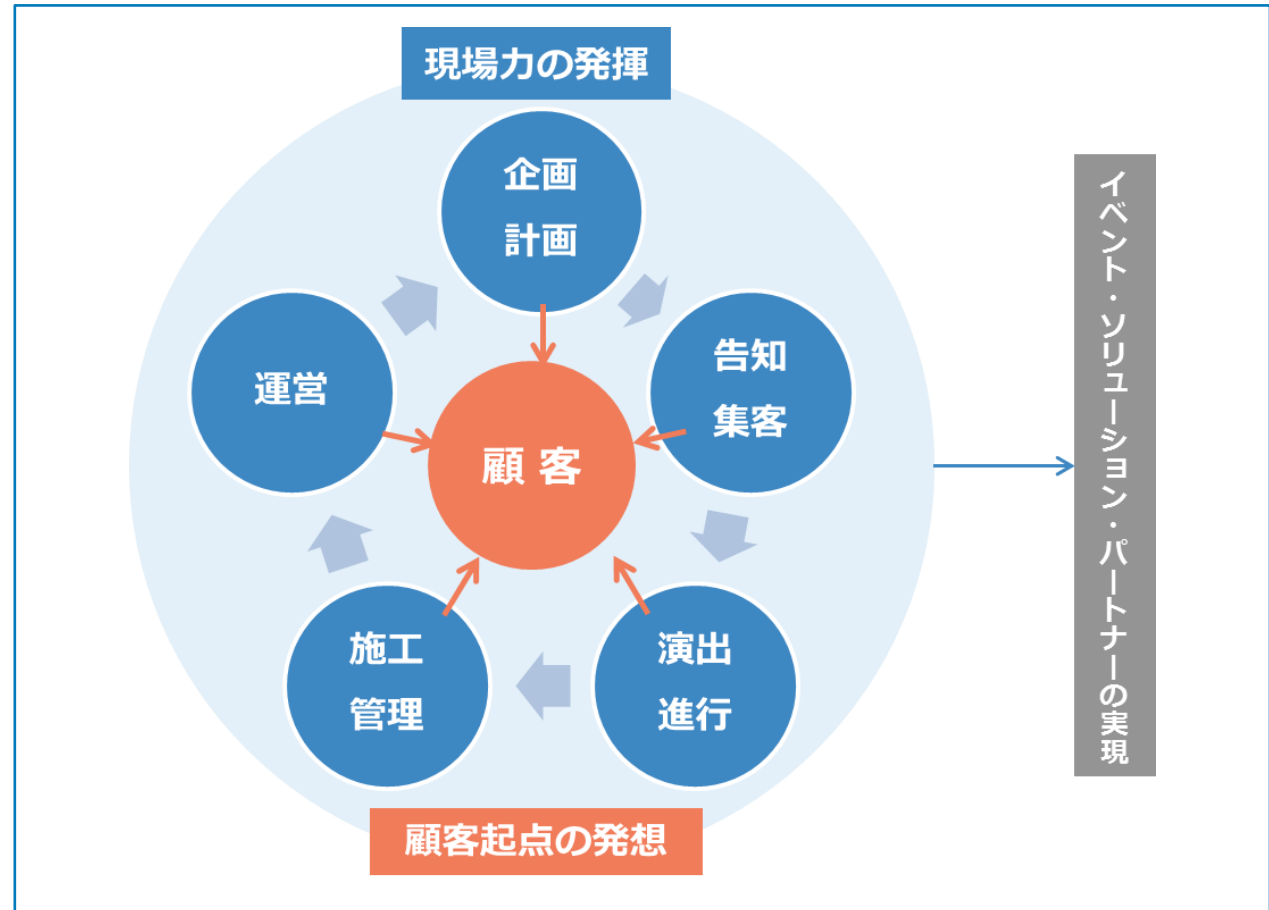 現場力の発揮
企画
計画
告知
集客
運営
顧 客
施工
管理
演出
進行
顧客起点の発想
イベント・ソリューション・パートナーの実現